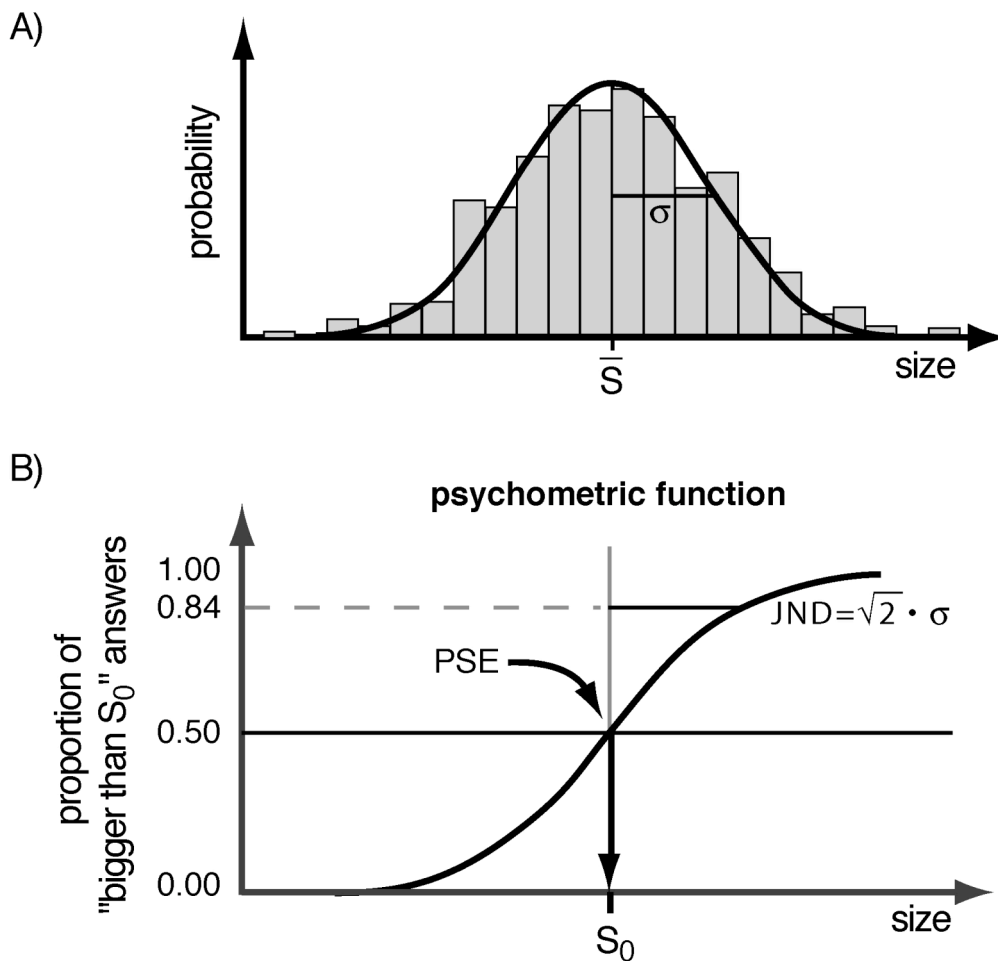 A)
probability
σ
S̅
size
B)
psychometric function
proportion of
"bigger than S₀" answers
1.00
0.84
JND=√2 · σ
PSE
0.50
0.00
size
S₀